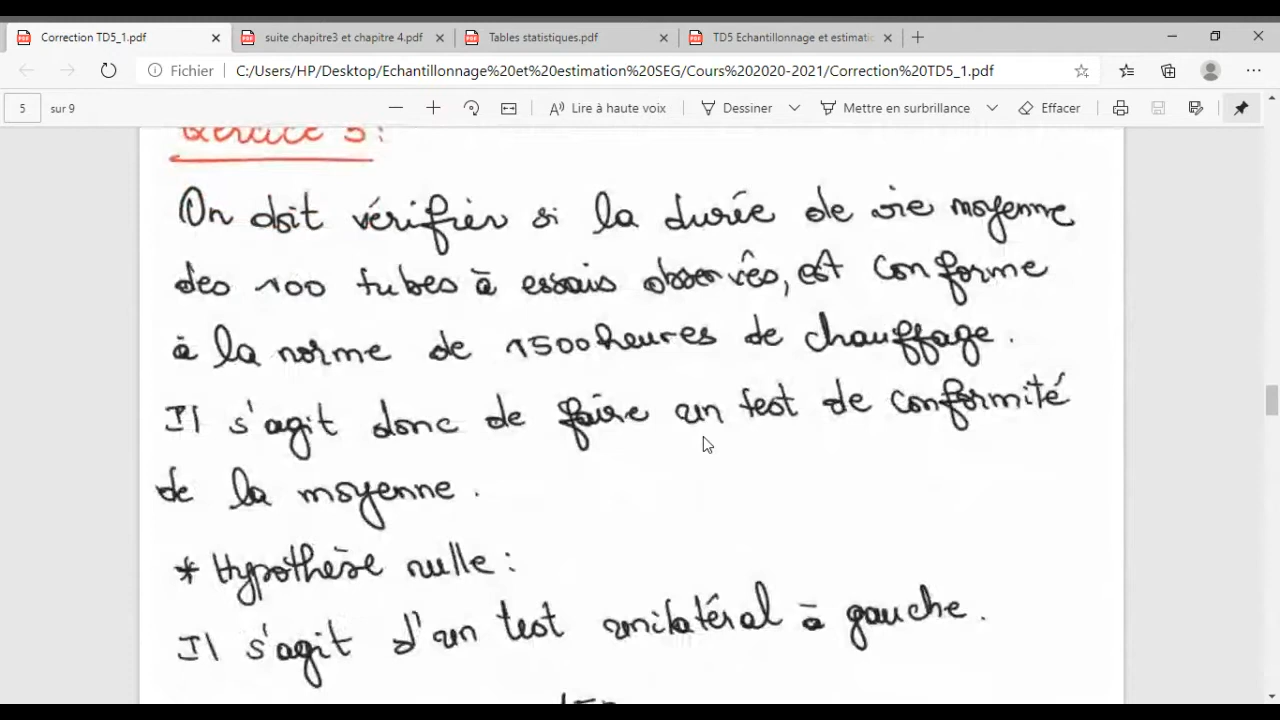 Correction TD5_1.pdf
suite chapitre3 et chapitre 4.pdf
Tables statistiques.pdf
TD5 Echantillonnage et estimati
Fichier
C:/Users/HP/Desktop/Echantillonnage%20et%20estimation%20SEG/Cours%202020-2021/Correction%20TD5_1.pdf
5 sur 9
Lire à haute voix
Dessiner
Mettre en surbrillance
Effacer
Exercice 3:
On doit vérifier si la durée de vie moyenne
des 100 tubes à essais observés, est conforme
à la norme de 1500 heures de chauffage.
Il s'agit donc de faire un test de conformité
de la moyenne.
* Hypothèse nulle :
Il s'agit d'un test unilatéral à gauche.